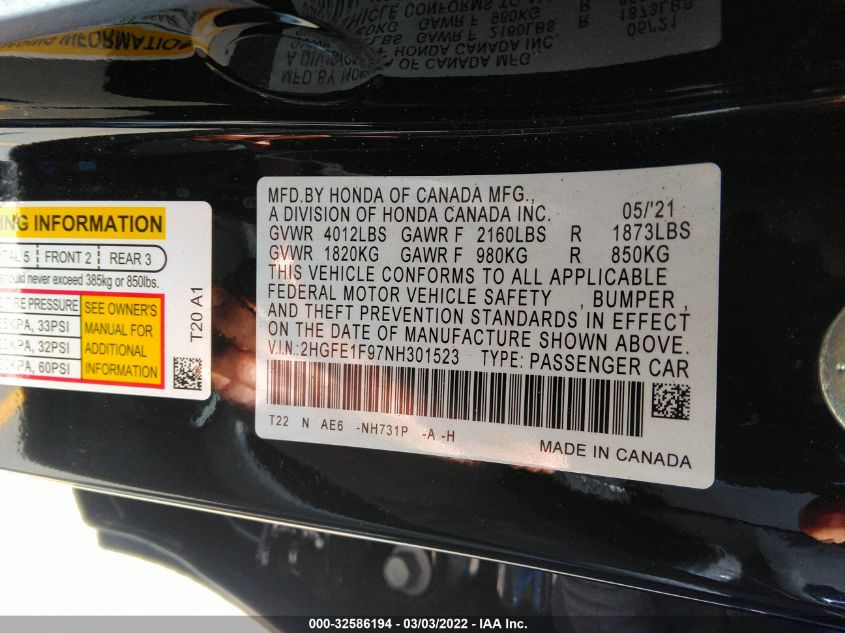 NG INFORMATION
TAL 5 FRONT 2 REAR 3
ould never exceed 385kg or 850lbs.
RE PRESSURE
KPA, 33PSI
KPA, 32PSI
KPA, 60PSI
SEE OWNER'S
MANUAL FOR
ADDITIONAL
INFORMATION
T20 A1
MFD.BY HONDA OF CANADA MFG.,
A DIVISION OF HONDA CANADA INC. 05/'21
GVWR 4012LBS GAWR F 2160LBS R 1873LBS
GVWR 1820KG GAWR F 980KG R 850KG
THIS VEHICLE CONFORMS TO ALL APPLICABLE
FEDERAL MOTOR VEHICLE SAFETY , BUMPER ,
AND THEFT PREVENTION STANDARDS IN EFFECT
ON THE DATE OF MANUFACTURE SHOWN ABOVE.
V.I.N.:2HGFE1F97NH301523 TYPE: PASSENGER CAR
T22 N AE6 -NH731P -A -H
MADE IN CANADA
000-32586194 - 03/03/2022 - IAA Inc.